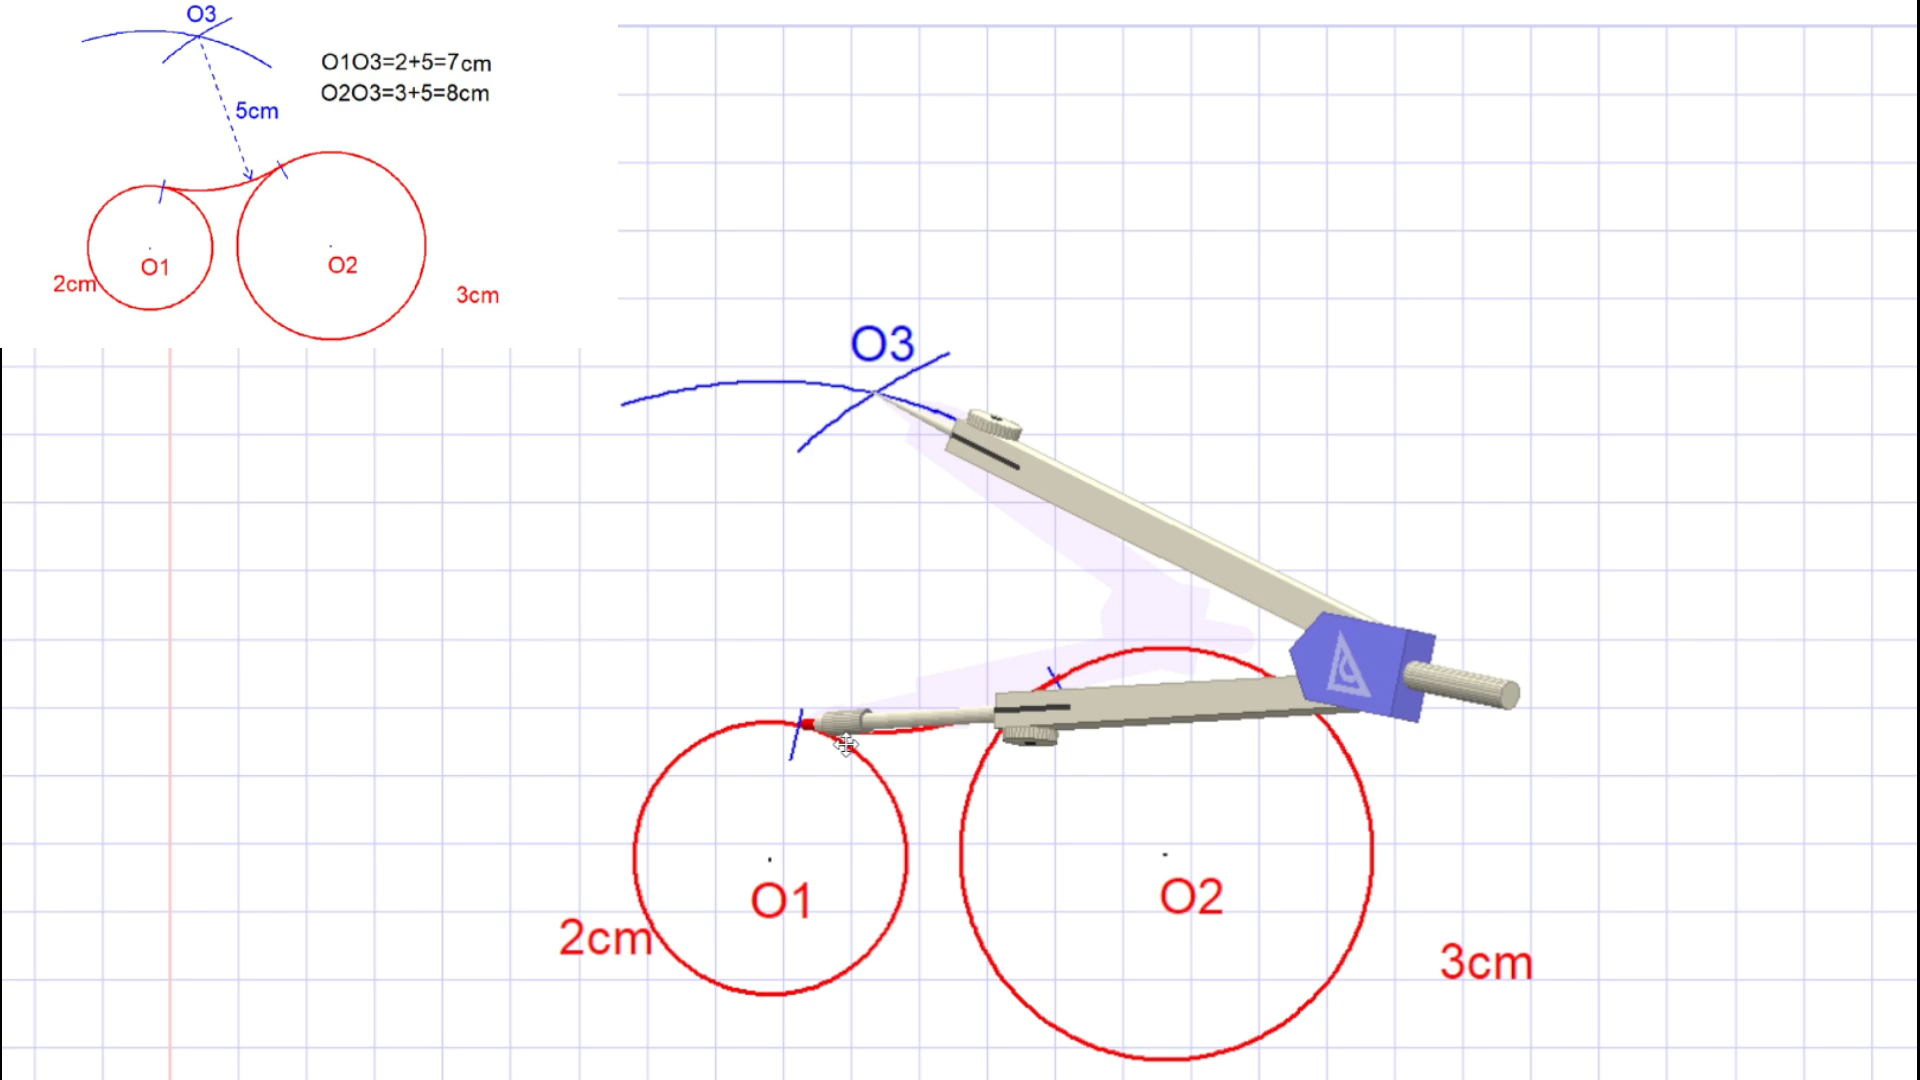 O3
O1O3=2+5=7cm
O2O3=3+5=8cm
5cm
O1
O2
2cm
3cm
O3
O1
O2
2cm
3cm